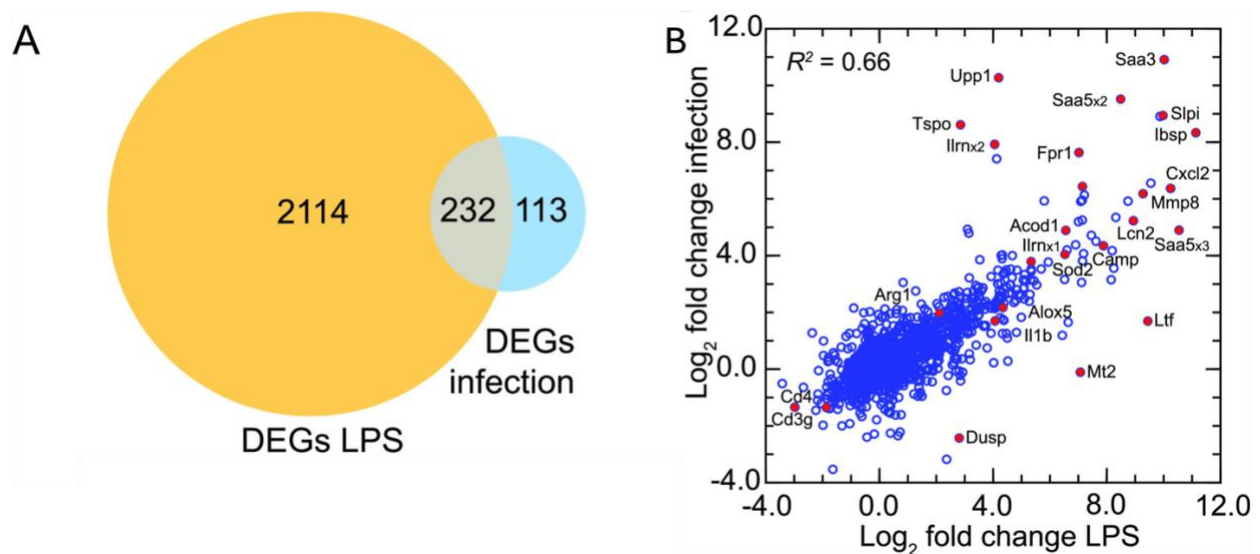 A
2114
232
113
DEGs
infection
DEGs LPS
B
12.0
8.0
4.0
0.0
-4.0
Log2 fold change infection
R² = 0.66
Saa3
Upp1
Saa5x2
Slpi
Tspo
Ibsp
Ilrnx2
Fpr1
Cxcl2
Mmp8
Acod1
Lcn2
Ilrnx1
Saa5x3
Camp
Sod2
Arg1
Alox5
Il1b
Ltf
Mt2
Cd4
Cd3g
Dusp
-4.0 0.0 4.0 8.0 12.0
Log2 fold change LPS